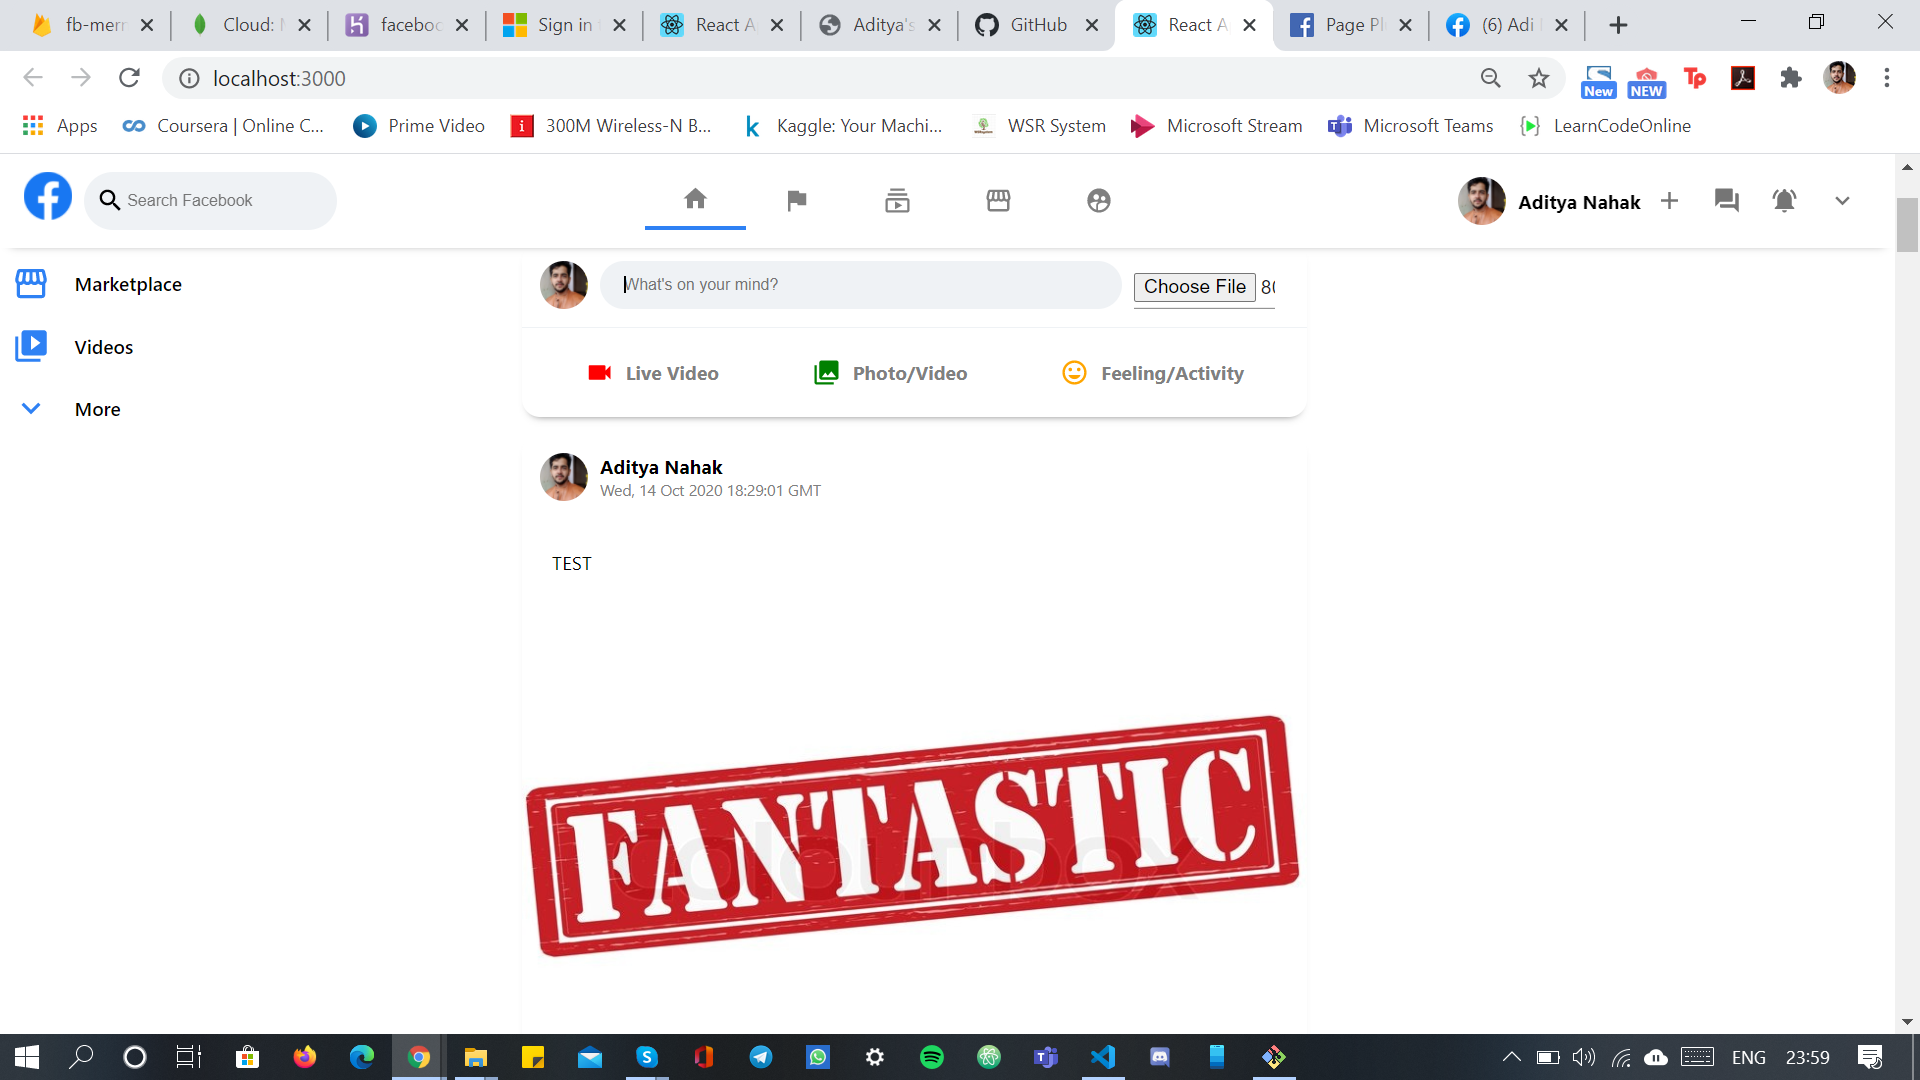 fb-mern
Cloud: M
faceboo
Sign in
React A
Aditya's
GitHub
React A
Page Pl
(6) Adi
localhost:3000
New
NEW
Tp
Apps
Coursera | Online C...
Prime Video
300M Wireless-N B...
Kaggle: Your Machi...
WSR System
Microsoft Stream
Microsoft Teams
LearnCodeOnline
Search Facebook
Aditya Nahak
Marketplace
Videos
More
What's on your mind?
Choose File
Live Video
Photo/Video
Feeling/Activity
Aditya Nahak
Wed, 14 Oct 2020 18:29:01 GMT
TEST
FANTASTIC
colourbox
ENG
23:59